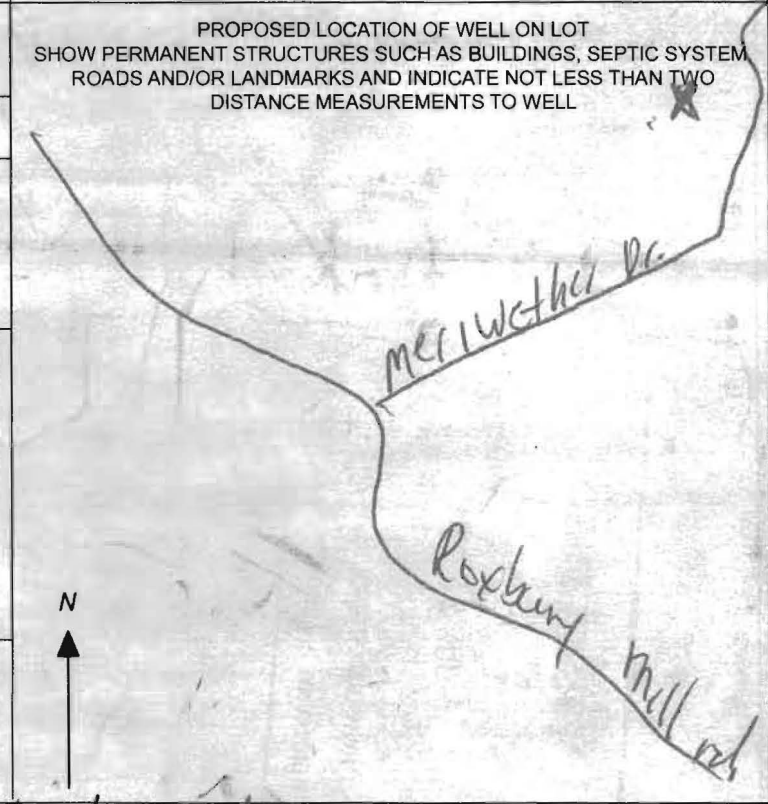 PROPOSED LOCATION OF WELL ON LOT
SHOW PERMANENT STRUCTURES SUCH AS BUILDINGS, SEPTIC SYSTEM,
ROADS AND/OR LANDMARKS AND INDICATE NOT LESS THAN TWO
DISTANCE MEASUREMENTS TO WELL
X
Meriwether Dr.
Roxbury Mill rd
N